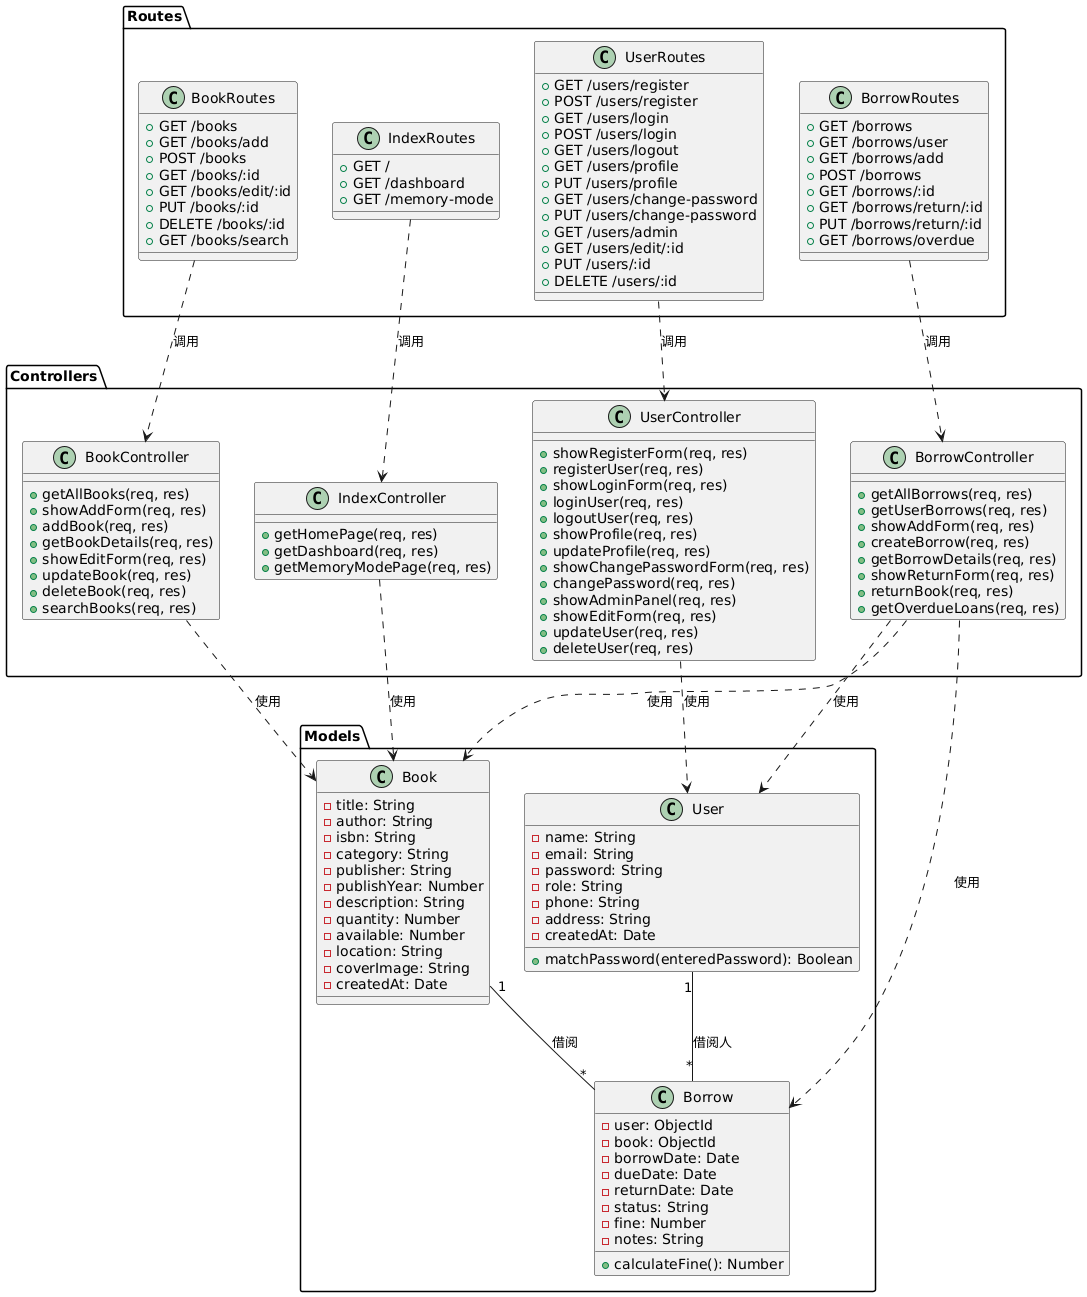 Routes
BookRoutes
GET /books
GET /books/add
POST /books
GET /books/:id
GET /books/edit/:id
PUT /books/:id
DELETE /books/:id
GET /books/search
IndexRoutes
GET /
GET /dashboard
GET /memory-mode
UserRoutes
GET /users/register
POST /users/register
GET /users/login
POST /users/login
GET /users/logout
GET /users/profile
PUT /users/profile
GET /users/change-password
PUT /users/change-password
GET /users/admin
GET /users/edit/:id
PUT /users/:id
DELETE /users/:id
BorrowRoutes
GET /borrows
GET /borrows/user
GET /borrows/add
POST /borrows
GET /borrows/:id
GET /borrows/return/:id
PUT /borrows/return/:id
GET /borrows/overdue
调用
调用
调用
调用
Controllers
BookController
getAllBooks(req, res)
showAddForm(req, res)
addBook(req, res)
getBookDetails(req, res)
showEditForm(req, res)
updateBook(req, res)
deleteBook(req, res)
searchBooks(req, res)
IndexController
getHomePage(req, res)
getDashboard(req, res)
getMemoryModePage(req, res)
UserController
showRegisterForm(req, res)
registerUser(req, res)
showLoginForm(req, res)
loginUser(req, res)
logoutUser(req, res)
showProfile(req, res)
updateProfile(req, res)
showChangePasswordForm(req, res)
changePassword(req, res)
showAdminPanel(req, res)
showEditForm(req, res)
updateUser(req, res)
deleteUser(req, res)
BorrowController
getAllBorrows(req, res)
getUserBorrows(req, res)
showAddForm(req, res)
createBorrow(req, res)
getBorrowDetails(req, res)
showReturnForm(req, res)
returnBook(req, res)
getOverdueLoans(req, res)
使用
使用
使用
使用
使用
使用
Models
Book
title: String
author: String
isbn: String
category: String
publisher: String
publishYear: Number
description: String
quantity: Number
available: Number
location: String
coverImage: String
createdAt: Date
User
name: String
email: String
password: String
role: String
phone: String
address: String
createdAt: Date
matchPassword(enteredPassword): Boolean
1
1
借阅
借阅人
*
*
Borrow
user: ObjectId
book: ObjectId
borrowDate: Date
dueDate: Date
returnDate: Date
status: String
fine: Number
notes: String
calculateFine(): Number